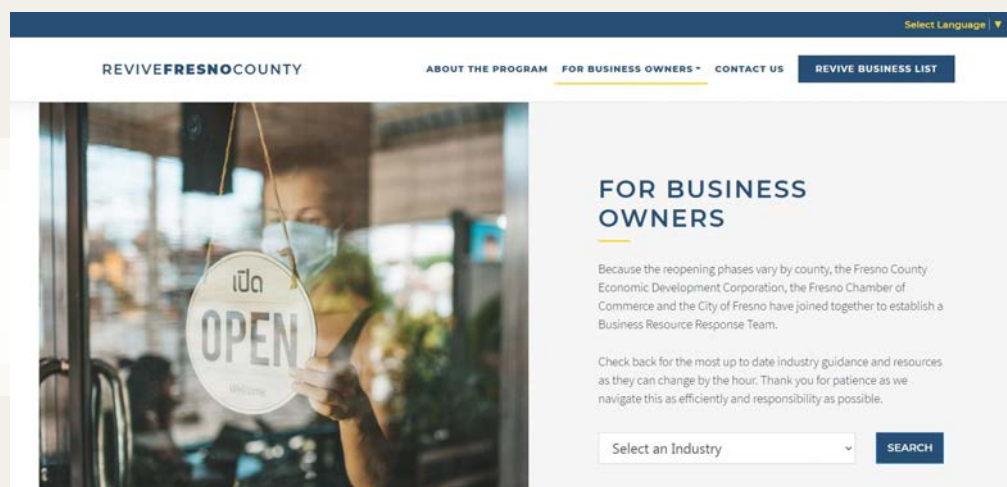 Select Language ▼
REVIVEFRESNOCOUNTY
ABOUT THE PROGRAM FOR BUSINESS OWNERS CONTACT US REVIVE BUSINESS LIST
เปิด
OPEN
Welcome
FOR BUSINESS
OWNERS
Because the reopening phases vary by county, the Fresno County
Economic Development Corporation, the Fresno Chamber of
Commerce and the City of Fresno have joined together to establish a
Business Resource Response Team.
Check back for the most up to date industry guidance and resources
as they can change by the hour. Thank you for patience as we
navigate this as efficiently and responsibility as possible.
Select an Industry
SEARCH